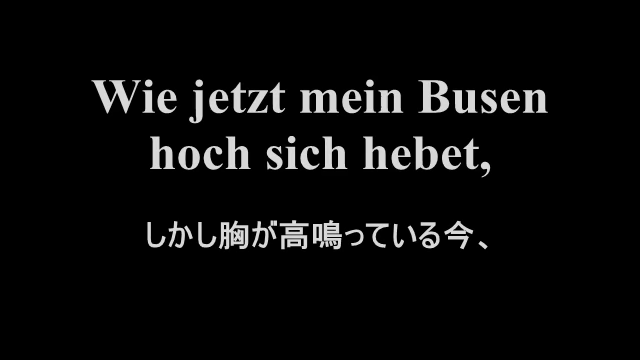 Wie jetzt mein Busen
hoch sich hebet,
しかし胸が高鳴っている今、